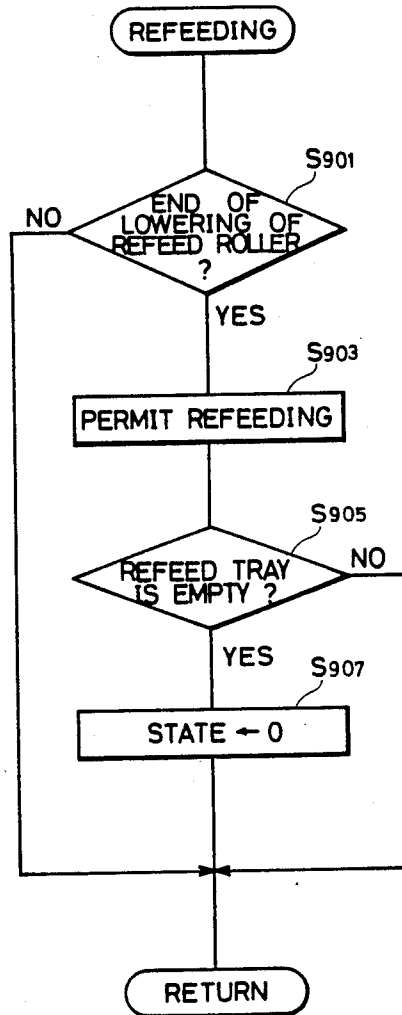 REFEEDING
S901
END OF
LOWERING OF
REFEED ROLLER
?
NO
YES
S903
PERMIT REFEEDING
S905
REFEED TRAY
IS EMPTY ?
NO
YES
S907
STATE ← 0
RETURN